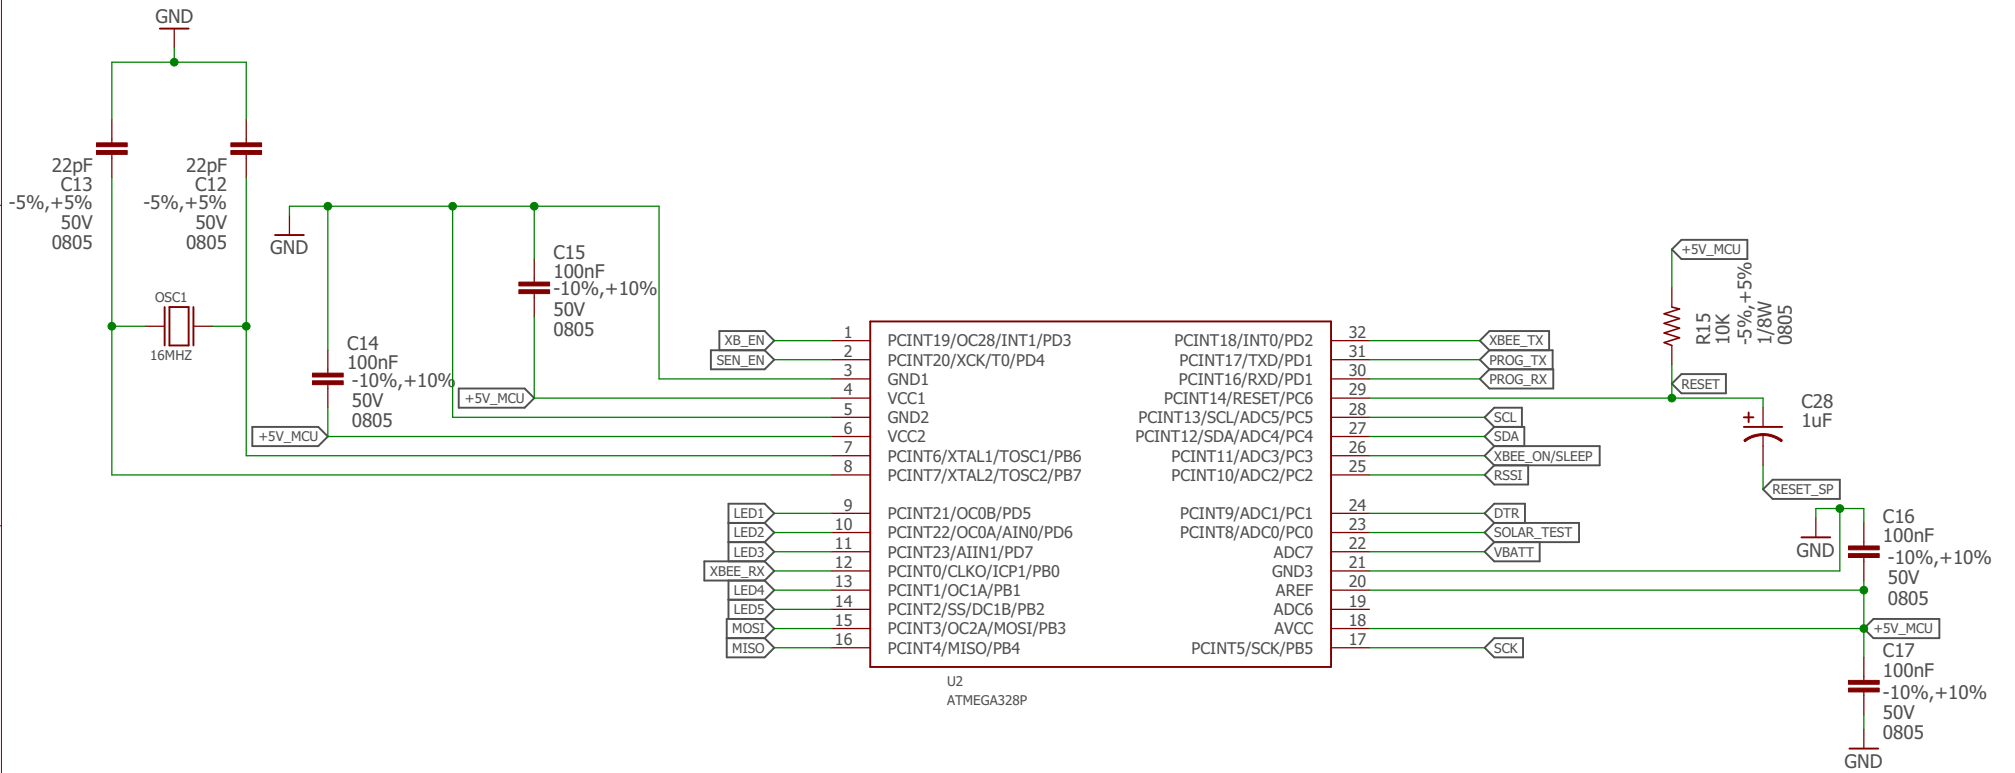 GND
22pF
C13
-5%,+5%
50V
0805
22pF
C12
-5%,+5%
50V
0805
OSC1
16MHZ
GND
C14
100nF
-10%,+10%
50V
0805
C15
100nF
-10%,+10%
50V
0805
+5V_MCU
+5V_MCU
XB_EN 1 PCINT19/OC28/INT1/PD3
SEN_EN 2 PCINT20/XCK/T0/PD4
3 GND1
4 VCC1
5 GND2
6 VCC2
7 PCINT6/XTAL1/TOSC1/PB6
8 PCINT7/XTAL2/TOSC2/PB7
LED1 9 PCINT21/OC0B/PD5
LED2 10 PCINT22/OC0A/AIN0/PD6
LED3 11 PCINT23/AIIN1/PD7
XBEE_RX 12 PCINT0/CLKO/ICP1/PB0
LED4 13 PCINT1/OC1A/PB1
LED5 14 PCINT2/SS/DC1B/PB2
MOSI 15 PCINT3/OC2A/MOSI/PB3
MISO 16 PCINT4/MISO/PB4
PCINT18/INT0/PD2 32 XBEE_TX
PCINT17/TXD/PD1 31 PROG_TX
PCINT16/RXD/PD1 30 PROG_RX
PCINT14/RESET/PC6 29
PCINT13/SCL/ADC5/PC5 28 SCL
PCINT12/SDA/ADC4/PC4 27 SDA
PCINT11/ADC3/PC3 26 XBEE_ON/SLEEP
PCINT10/ADC2/PC2 25 RSSI
PCINT9/ADC1/PC1 24 DTR
PCINT8/ADC0/PC0 23 SOLAR_TEST
ADC7 22 VBATT
GND3 21
AREF 20
ADC6 19
AVCC 18
PCINT5/SCK/PB5 17 SCK
U2
ATMEGA328P
+5V_MCU
R15
10K
-5%,+5%
1/8W
0805
RESET
C28
1uF
+
RESET_SP
GND
C16
100nF
-10%,+10%
50V
0805
+5V_MCU
C17
100nF
-10%,+10%
50V
0805
GND